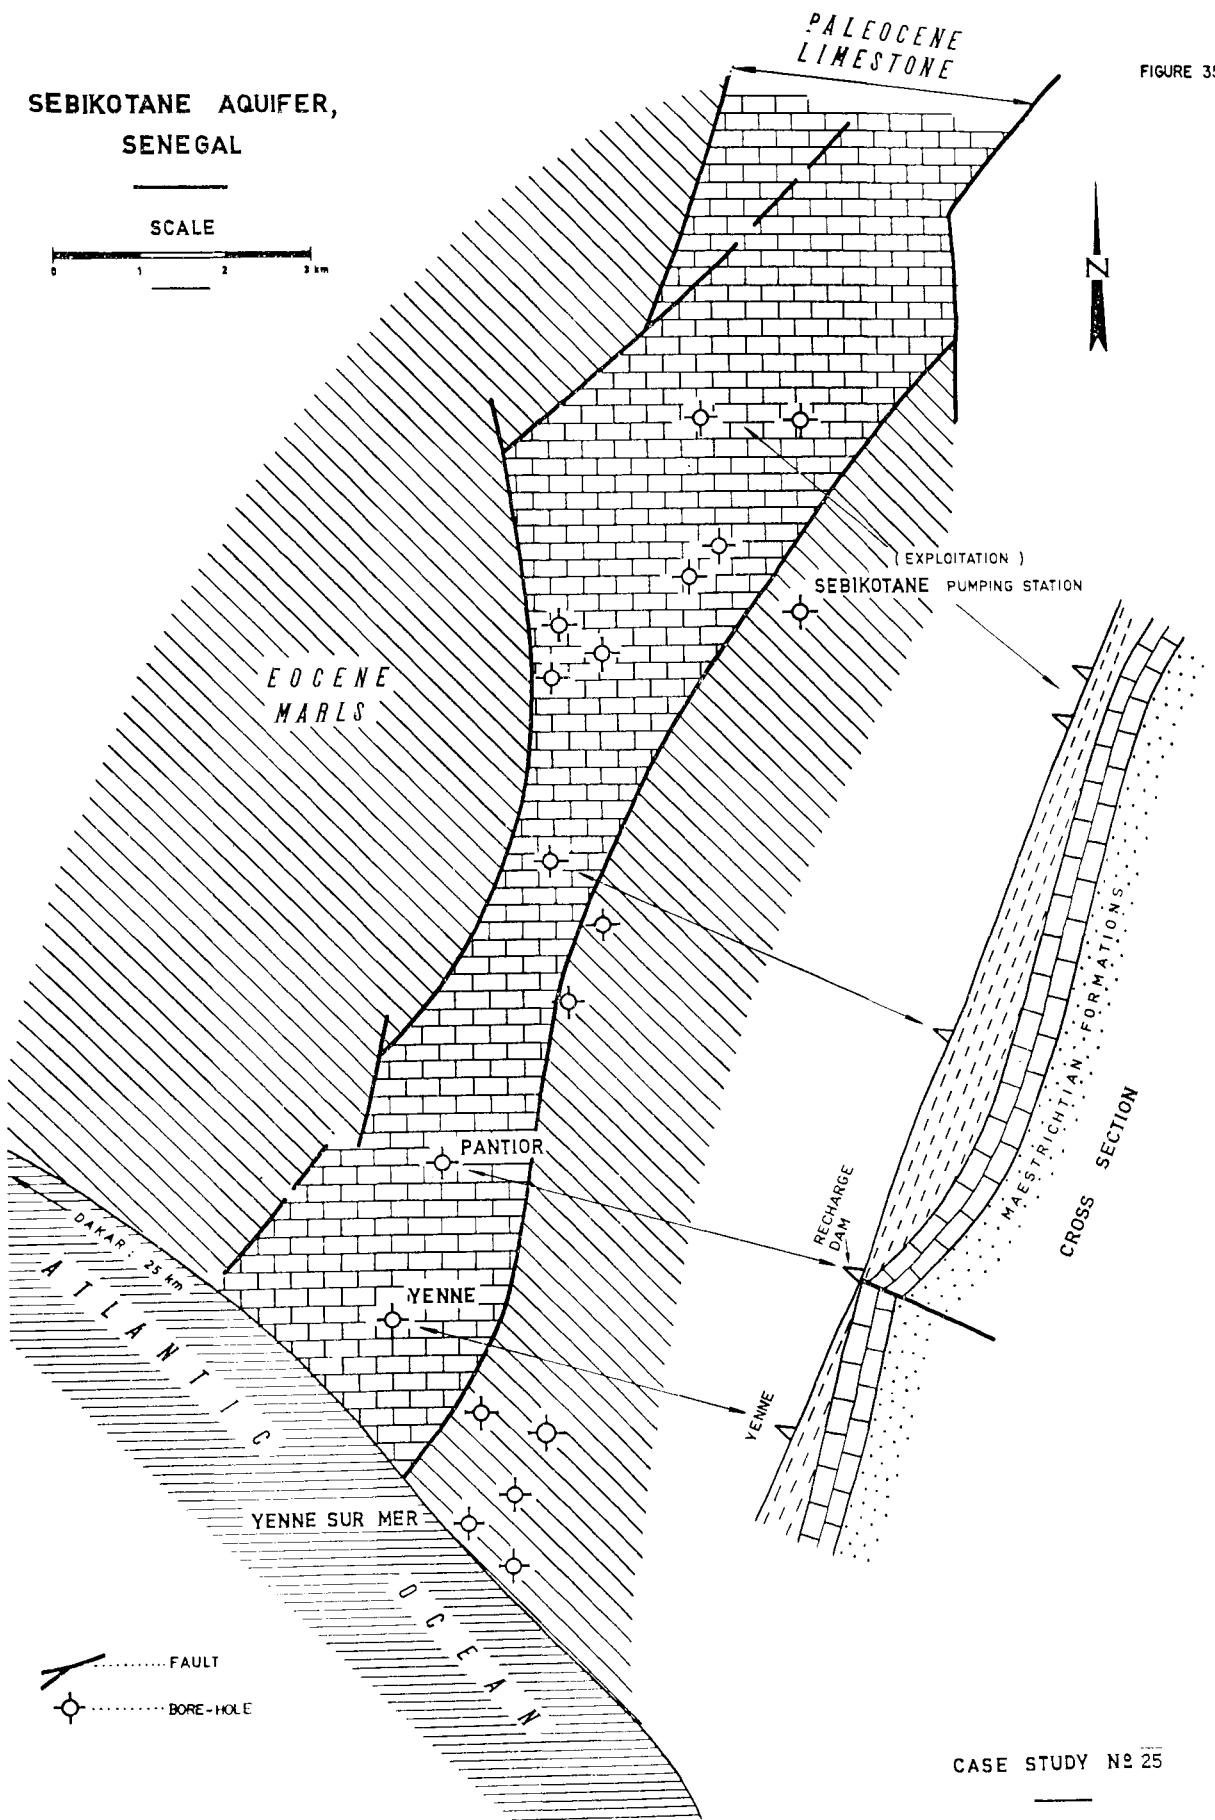 PALEOCENE
LIMESTONE
FIGURE 35
SEBIKOTANE AQUIFER,
SENEGAL
SCALE
0 1 2 3 km
N
( EXPLOITATION )
SEBIKOTANE PUMPING STATION
EOCENE
MARLS
MAESTRICHTIAN FORMATIONS
CROSS SECTION
PANTIOR
RECHARGE
DAM
DAKAR: 25 km
ATLANTIC
YENNE
YENNE
YENNE SUR MER
OCEAN
FAULT
BORE-HOLE
CASE STUDY Nº 25